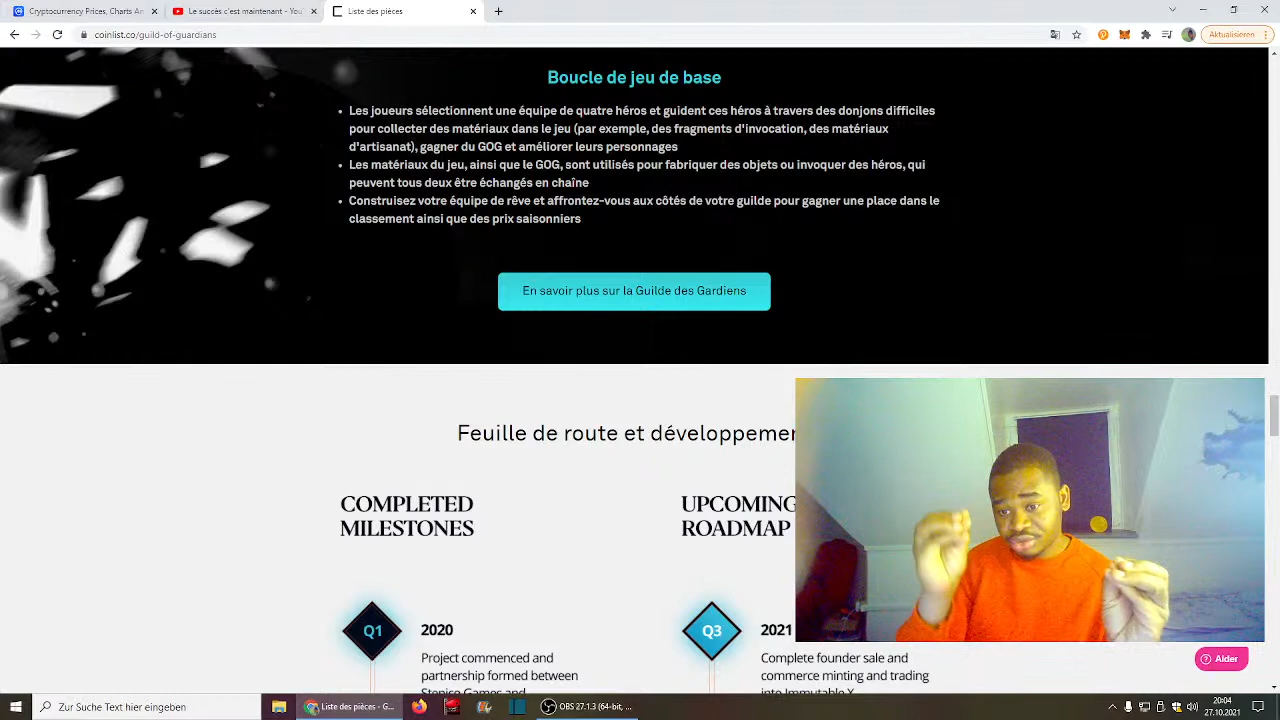 Cryptocurrency Prices, Charts An
Le succès c'est maintenant - You
Liste des pièces
coinlist.co/guild-of-guardians
Aktualisieren
Boucle de jeu de base
• Les joueurs sélectionnent une équipe de quatre héros et guident ces héros à travers des donjons difficiles
pour collecter des matériaux dans le jeu (par exemple, des fragments d'invocation, des matériaux
d'artisanat), gagner du GOG et améliorer leurs personnages
• Les matériaux du jeu, ainsi que le GOG, sont utilisés pour fabriquer des objets ou invoquer des héros, qui
peuvent tous deux être échangés en chaîne
• Construisez votre équipe de rêve et affrontez-vous aux côtés de votre guilde pour gagner une place dans le
classement ainsi que des prix saisonniers
En savoir plus sur la Guilde des Gardiens
Feuille de route et développemen
COMPLETED
MILESTONES
UPCOMING
ROADMAP
Q1
2020
Project commenced and
partnership formed between
Stepico Games and
Q3
2021
Complete founder sale and
commerce minting and trading
into Immutable X
Alder
Zur Suche Text hier eingeben
Liste des pièces - G...
OBS 27.1.3 (64-bit, ...
20:04
27.10.2021